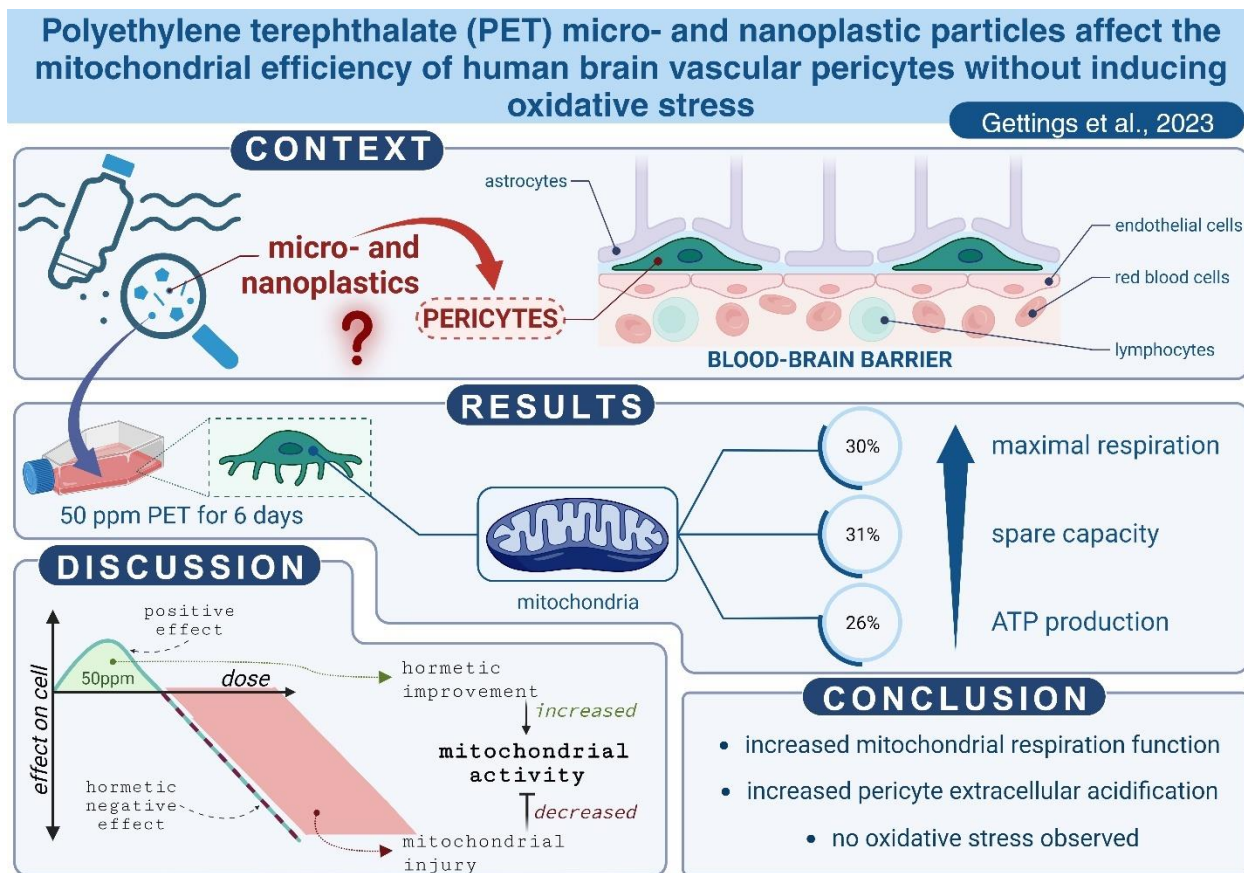 Polyethylene terephthalate (PET) micro- and nanoplastic particles affect the
mitochondrial efficiency of human brain vascular pericytes without inducing
oxidative stress
Gettings et al., 2023
CONTEXT
micro- and
nanoplastics
?
PERICYTES
astrocytes
endothelial cells
red blood cells
lymphocytes
BLOOD-BRAIN BARRIER
RESULTS
50 ppm PET for 6 days
mitochondria
30%
maximal respiration
31%
spare capacity
26%
ATP production
DISCUSSION
effect on cell
positive
effect
50ppm
dose
hormetic
negative
effect
hormetic
improvement
increased
mitochondrial
activity
decreased
mitochondrial
injury
CONCLUSION
• increased mitochondrial respiration function
• increased pericyte extracellular acidification
• no oxidative stress observed